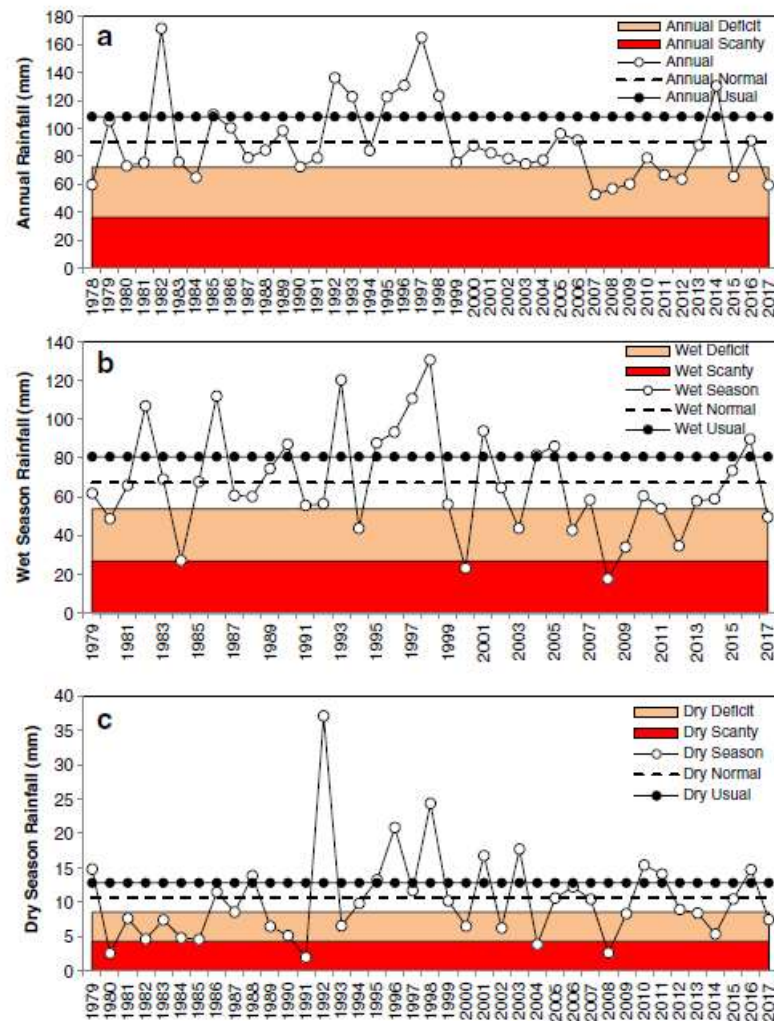 a
Annual Rainfall (mm)
180
160
140
120
100
80
60
40
20
0
Annual Deficit
Annual Scanty
Annual
Annual Normal
Annual Usual
1978 1979 1980 1981 1982 1983 1984 1985 1986 1987 1988 1989 1990 1991 1992 1993 1994 1995 1996 1997 1998 1999 2000 2001 2002 2003 2004 2005 2006 2007 2008 2009 2010 2011 2012 2013 2014 2015 2016 2017
b
Wet Season Rainfall (mm)
140
120
100
80
60
40
20
0
Wet Deficit
Wet Scanty
Wet Season
Wet Normal
Wet Usual
1979 1981 1983 1985 1987 1989 1991 1993 1995 1997 1999 2001 2003 2005 2007 2009 2011 2013 2015 2017
c
Dry Season Rainfall (mm)
40
35
30
25
20
15
10
5
0
Dry Deficit
Dry Scanty
Dry Season
Dry Normal
Dry Usual
1979 1980 1981 1982 1983 1984 1985 1986 1987 1988 1989 1990 1991 1992 1993 1994 1995 1996 1997 1998 1999 2000 2001 2002 2003 2004 2005 2006 2007 2008 2009 2010 2011 2012 2013 2014 2015 2016 2017